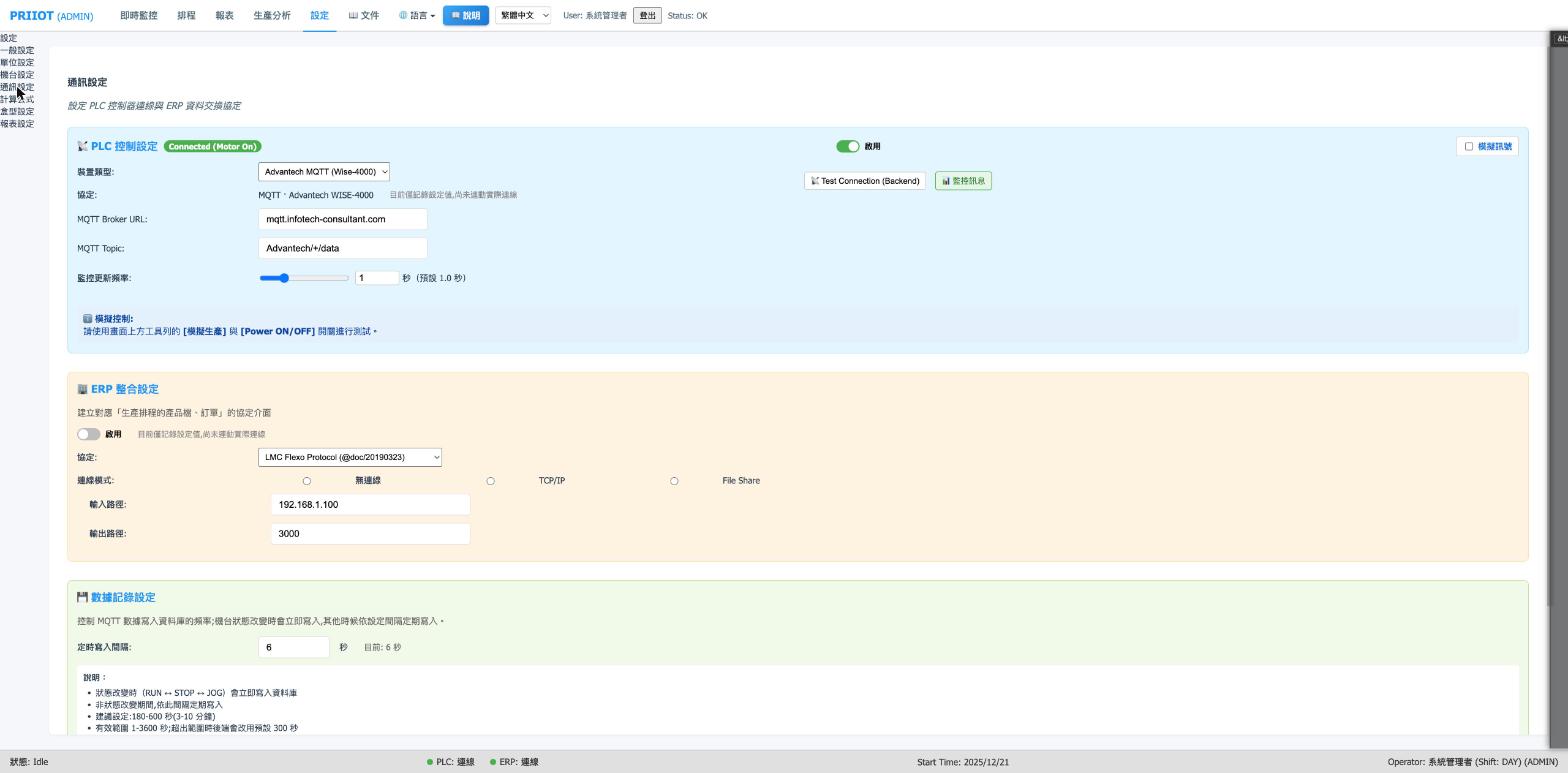 PRIIOT (ADMIN) 即時監控 排程 報表 生產分析 設定 文件 語言 說明 繁體中文 User: 系統管理者 登出 Status: OK
設定
一般設定
單位設定
機台設定
通訊設定
計算公式
盒型設定
報表設定
&lt
通訊設定
設定 PLC 控制器連線與 ERP 資料交換協定
PLC 控制設定 Connected (Motor On) 啟用 模擬訊號
裝置類型: Advantech MQTT (Wise-4000) Test Connection (Backend) 監控訊息
協定: MQTT · Advantech WISE-4000 目前僅記錄設定值,尚未連動實際連線
MQTT Broker URL: mqtt.infotech-consultant.com
MQTT Topic: Advantech/+/data
監控更新頻率: 1 秒（預設 1.0 秒）
模擬控制:
請使用畫面上方工具列的 [模擬生產] 與 [Power ON/OFF] 開關進行測試。
ERP 整合設定
建立對應「生產排程的產品檔、訂單」的協定介面
啟用 目前僅記錄設定值,尚未連動實際連線
協定: LMC Flexo Protocol (@doc/20190323)
連線模式: 無連線 TCP/IP File Share
輸入路徑: 192.168.1.100
輸出路徑: 3000
數據記錄設定
控制 MQTT 數據寫入資料庫的頻率;機台狀態改變時會立即寫入,其他時候依設定間隔定期寫入。
定時寫入間隔: 6 秒 目前: 6 秒
說明：
• 狀態改變時（RUN ↔ STOP ↔ JOG）會立即寫入資料庫
• 非狀態改變期間,依此間隔定期寫入
• 建議設定:180-600 秒(3-10 分鐘)
• 有效範圍 1-3600 秒;超出範圍時後端會改用預設 300 秒
狀態: Idle PLC: 連線 ERP: 連線 Start Time: 2025/12/21 Operator: 系統管理者 (Shift: DAY) (ADMIN)